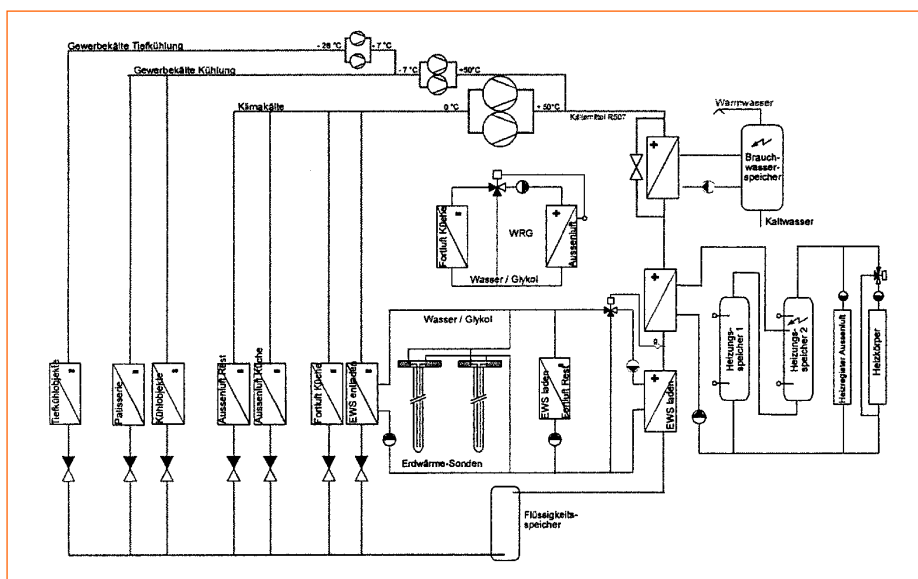 Gewerbekälte Tiefkühlung
- 28 °C
- 7 °C
Gewerbekälte Kühlung
- 7 °C
+50°C
Klimakälte
0 °C
+ 50°C
Kältemittel R507
Warmwasser
Brauch-
wasser-
speicher
Kaltwasser
Fortluft Küche
WRG
Aussenluft
Wasser / Glykol
Wasser / Glykol
Tiefkühlobjekte
Patisserie
Kühlobjekte
Aussenluft Rest
Aussenluft Küche
Fortluft Küche
EWS entladen
Erdwärme-Sonden
EWS laden
Fortluft Rest
EWS laden
Heizungs-
speicher 1
Heizungs-
speicher 2
Heizregister Aussenluft
Heizkörper
Flüssigkeits-
speicher